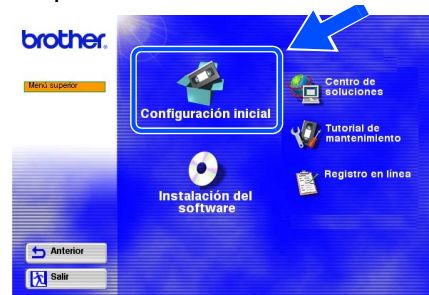 brother.
Menú superior
Configuración inicial
Centro de
soluciones
Tutorial de
mantenimiento
Registro en línea
Instalación del
software
Anterior
Salir